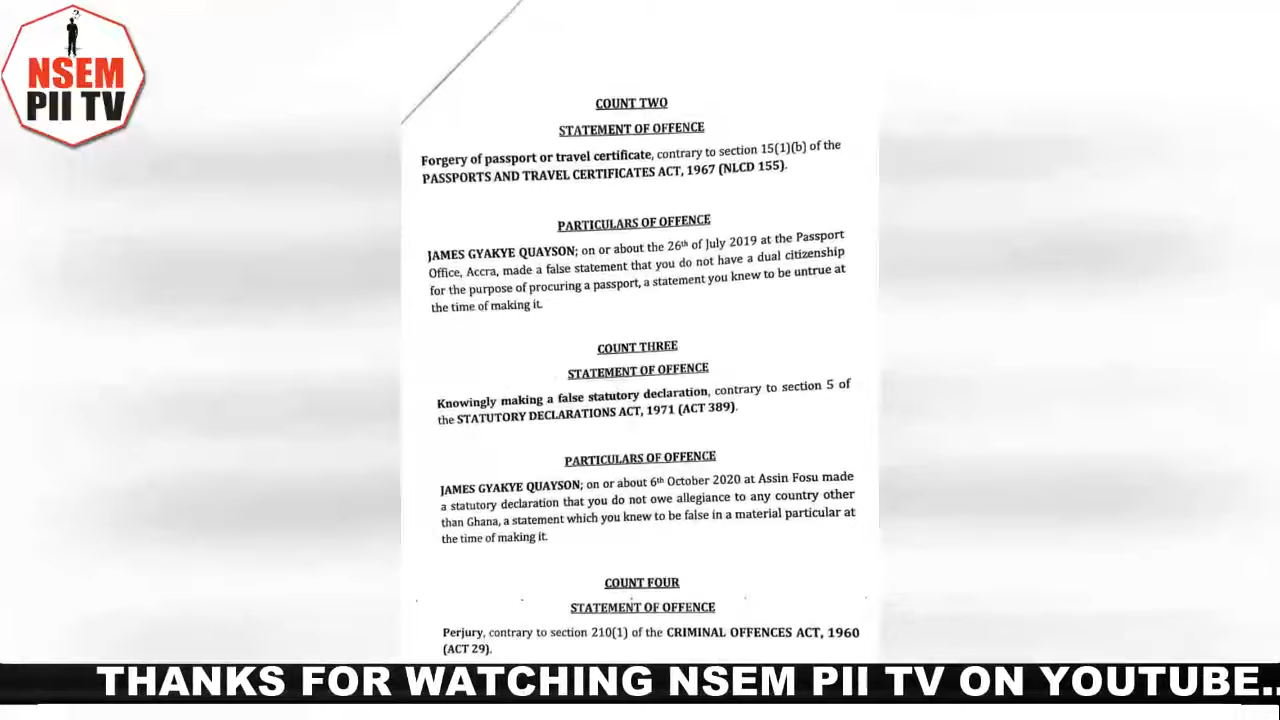 NSEM
PII TV
COUNT TWO
STATEMENT OF OFFENCE
Forgery of passport or travel certificate, contrary to section 15(1)(b) of the
PASSPORTS AND TRAVEL CERTIFICATES ACT, 1967 (NLCD 155).
PARTICULARS OF OFFENCE
JAMES GYAKYE QUAYSON; on or about the 26th of July 2019 at the Passport
Office, Accra, made a false statement that you do not have a dual citizenship
for the purpose of procuring a passport, a statement you knew to be untrue at
the time of making it.
COUNT THREE
STATEMENT OF OFFENCE
Knowingly making a false statutory declaration, contrary to section 5 of
the STATUTORY DECLARATIONS ACT, 1971 (ACT 389).
PARTICULARS OF OFFENCE
JAMES GYAKYE QUAYSON; on or about 6th October 2020 at Assin Fosu made
a statutory declaration that you do not owe allegiance to any country other
than Ghana, a statement which you knew to be false in a material particular at
the time of making it.
COUNT FOUR
STATEMENT OF OFFENCE
Perjury, contrary to section 210(1) of the CRIMINAL OFFENCES ACT, 1960
(ACT 29).
THANKS FOR WATCHING NSEM PII TV ON YOUTUBE..